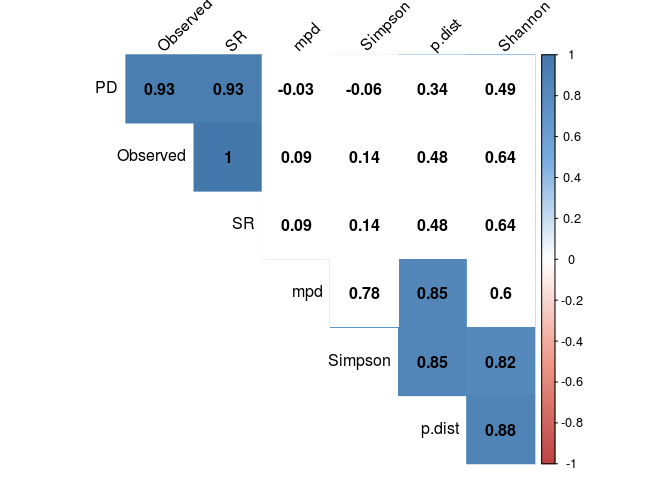 Observed SR mpd Simpson p.dist Shannon
PD 0.93 0.93 -0.03 -0.06 0.34 0.49
Observed 1 0.09 0.14 0.48 0.64
SR 0.09 0.14 0.48 0.64
mpd 0.78 0.85 0.6
Simpson 0.85 0.82
p.dist 0.88
1
0.8
0.6
0.4
0.2
0
-0.2
-0.4
-0.6
-0.8
-1